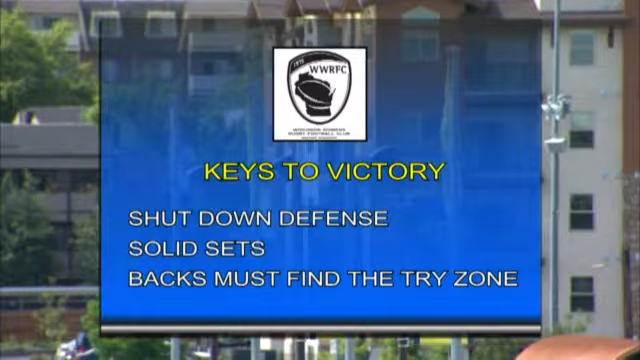 1975
WWRFC
WISCONSIN WOMENS
RUGBY FOOTBALL CLUB
KEYS TO VICTORY
SHUT DOWN DEFENSE
SOLID SETS
BACKS MUST FIND THE TRY ZONE